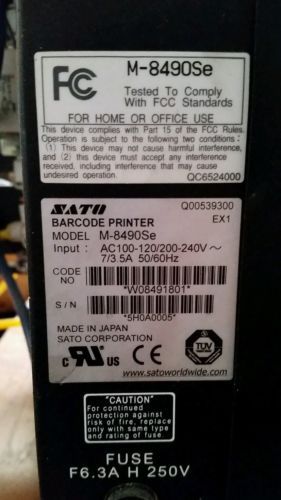 FC
M-8490Se
Tested To Comply
With FCC Standards
FOR HOME OR OFFICE USE
This device complies with Part 15 of the FCC Rules.
Operation is subject to the following two conditions:
(1) This device may not cause harmful interference,
and (2) this device must accept any interference
received, including interference that may cause
undesired operation.
QC6524000
SATO
Q00539300
BARCODE PRINTER
EX1
MODEL M-8490Se
Input : AC100-120/200-240V ~
7/3.5A 50/60Hz
CODE NO
*W08491801*
S/N
*5H0A0005*
MADE IN JAPAN
SATO CORPORATION
C UR US
CE
TUV
www.satoworldwide.com
"CAUTION"
For continued
protection against
risk of fire, replace
only with same type
and rating of fuse.
FUSE
F6.3A H 250V